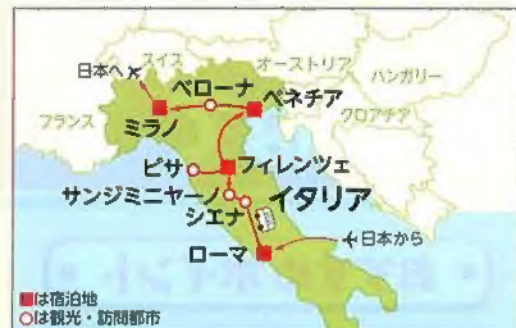 スイス
オーストリア
日本へ
ハンガリー
ベローナ
ベネチア
クロアチア
フランス
ミラノ
ピサ
フィレンツェ
サンジミニャーノ
イタリア
シエナ
日本から
ローマ
■は宿泊地
○は観光・訪問都市